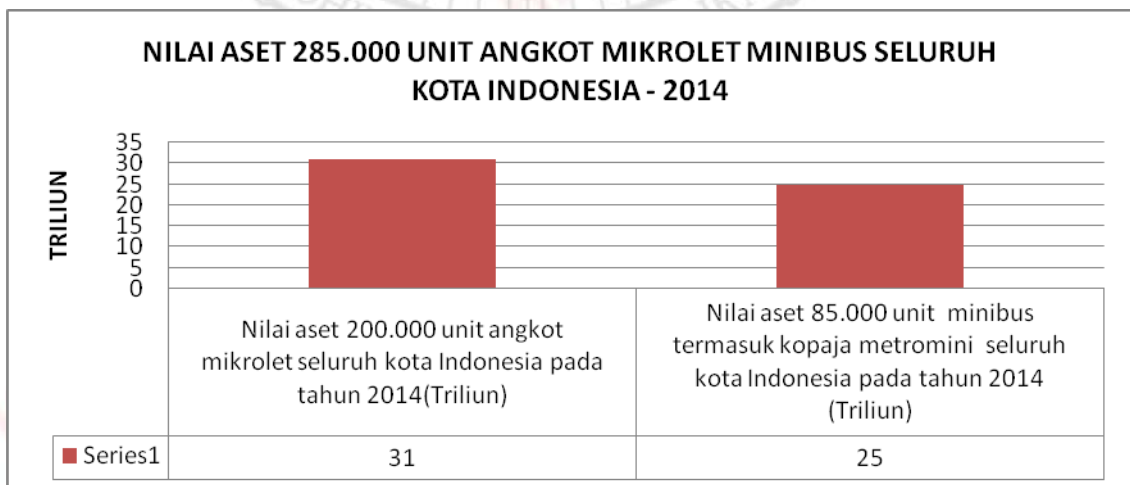 NILAI ASET 285.000 UNIT ANGKOT MIKROLET MINIBUS SELURUH
KOTA INDONESIA - 2014
TRILIUN
35
30
25
20
15
10
5
0
Nilai aset 200.000 unit angkot
mikrolet seluruh kota Indonesia pada
tahun 2014(Triliun)
Nilai aset 85.000 unit minibus
termasuk kopaja metromini seluruh
kota Indonesia pada tahun 2014
(Triliun)
Series1
31
25